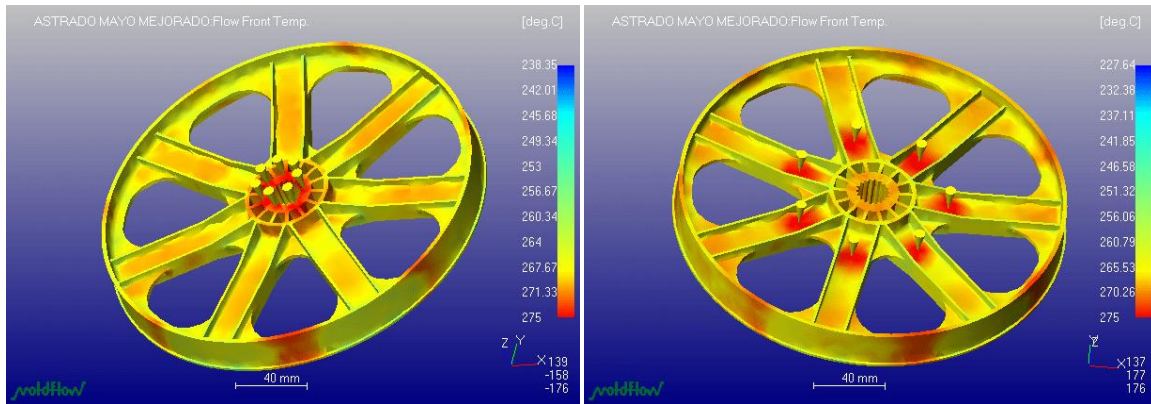 ASTRADO MAYO MEJORADO:Flow Front Temp.
[deg.C]
238.35
242.01
245.68
249.34
253
256.67
260.34
264
267.67
271.33
275
Z Y
X 139
-158
-176
40 mm
moldflow
ASTRADO MAYO MEJORADO:Flow Front Temp.
[deg.C]
227.64
232.38
237.11
241.85
246.58
251.32
256.06
260.79
265.53
270.26
275
X 137
177
176
40 mm
moldflow